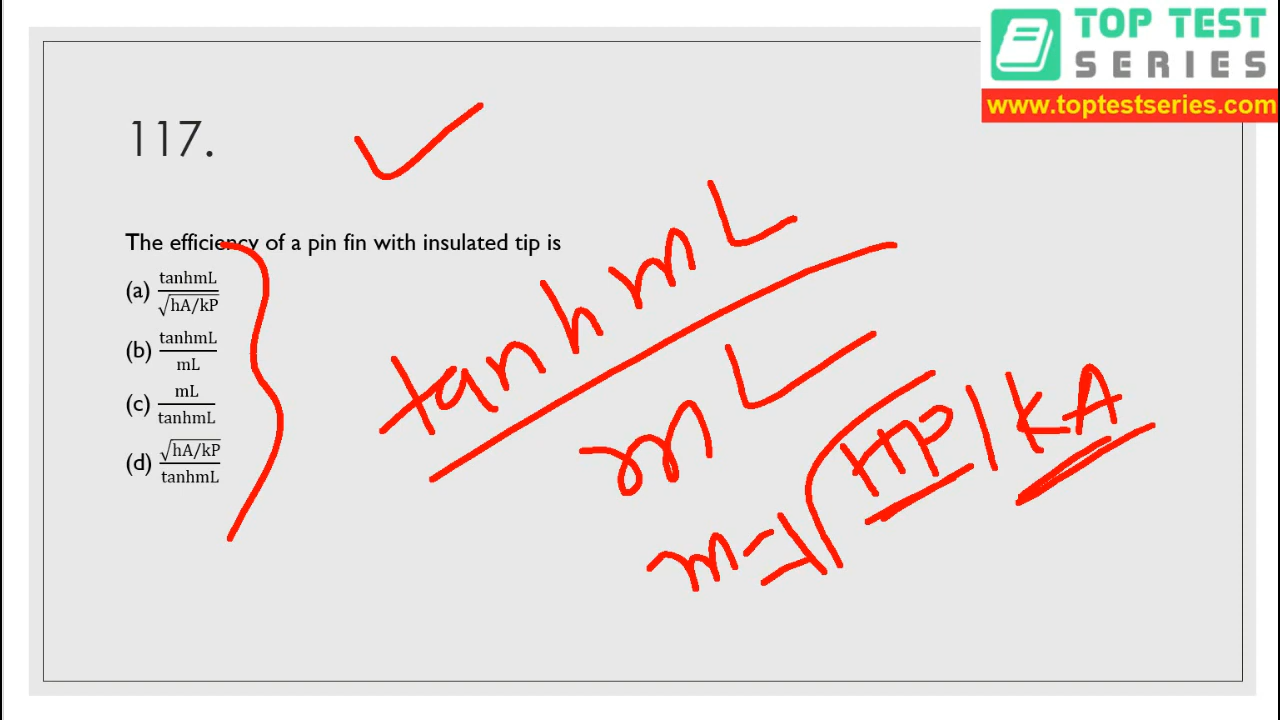 TOP TEST
SERIES
www.toptestseries.com
117.
The efficiency of a pin fin with insulated tip is
(a) tanhmL / √hA/kP
(b) tanhmL / mL
(c) mL / tanhmL
(d) √hA/kP / tanhmL
tanhmL
mL
m=√HP/KA